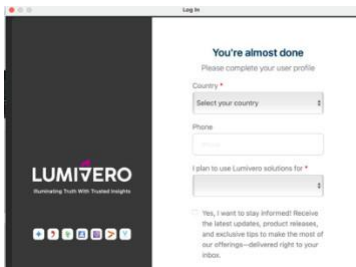 Log In
You're almost done
Please complete your user profile
Country *
Select your country
Phone
I plan to use Lumivero solutions for *
LUMIVERO
Illuminating Truth With Trusted Insights
Yes, I want to stay informed! Receive
the latest updates, product releases,
and exclusive tips to make the most of
our offerings—delivered right to your
inbox.